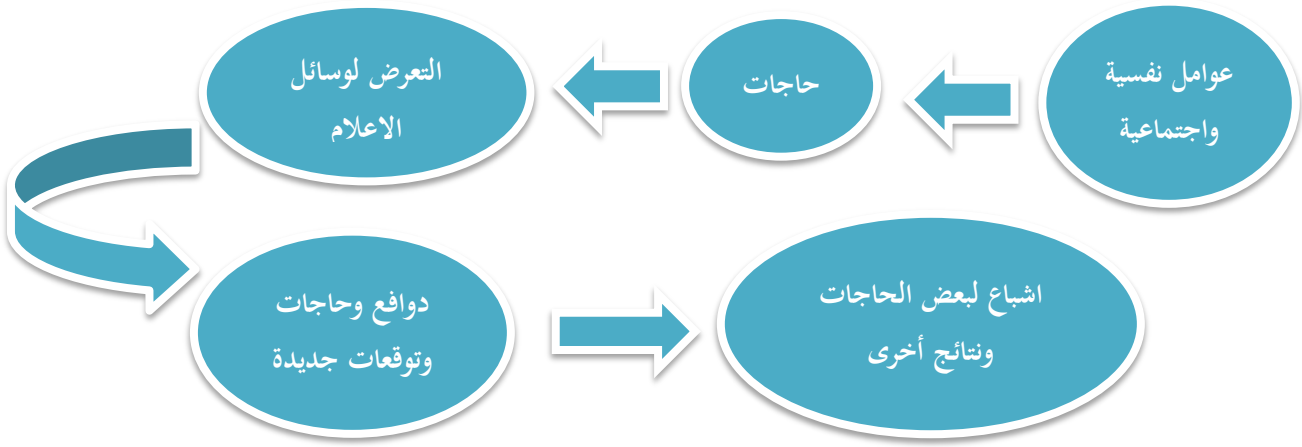 عوامل نفسية
واجتماعية
حاجات
التعرض لوسائل
الاعلام
دوافع وحاجات
وتوقعات جديدة
اشباع لبعض الحاجات
ونتائج أخرى